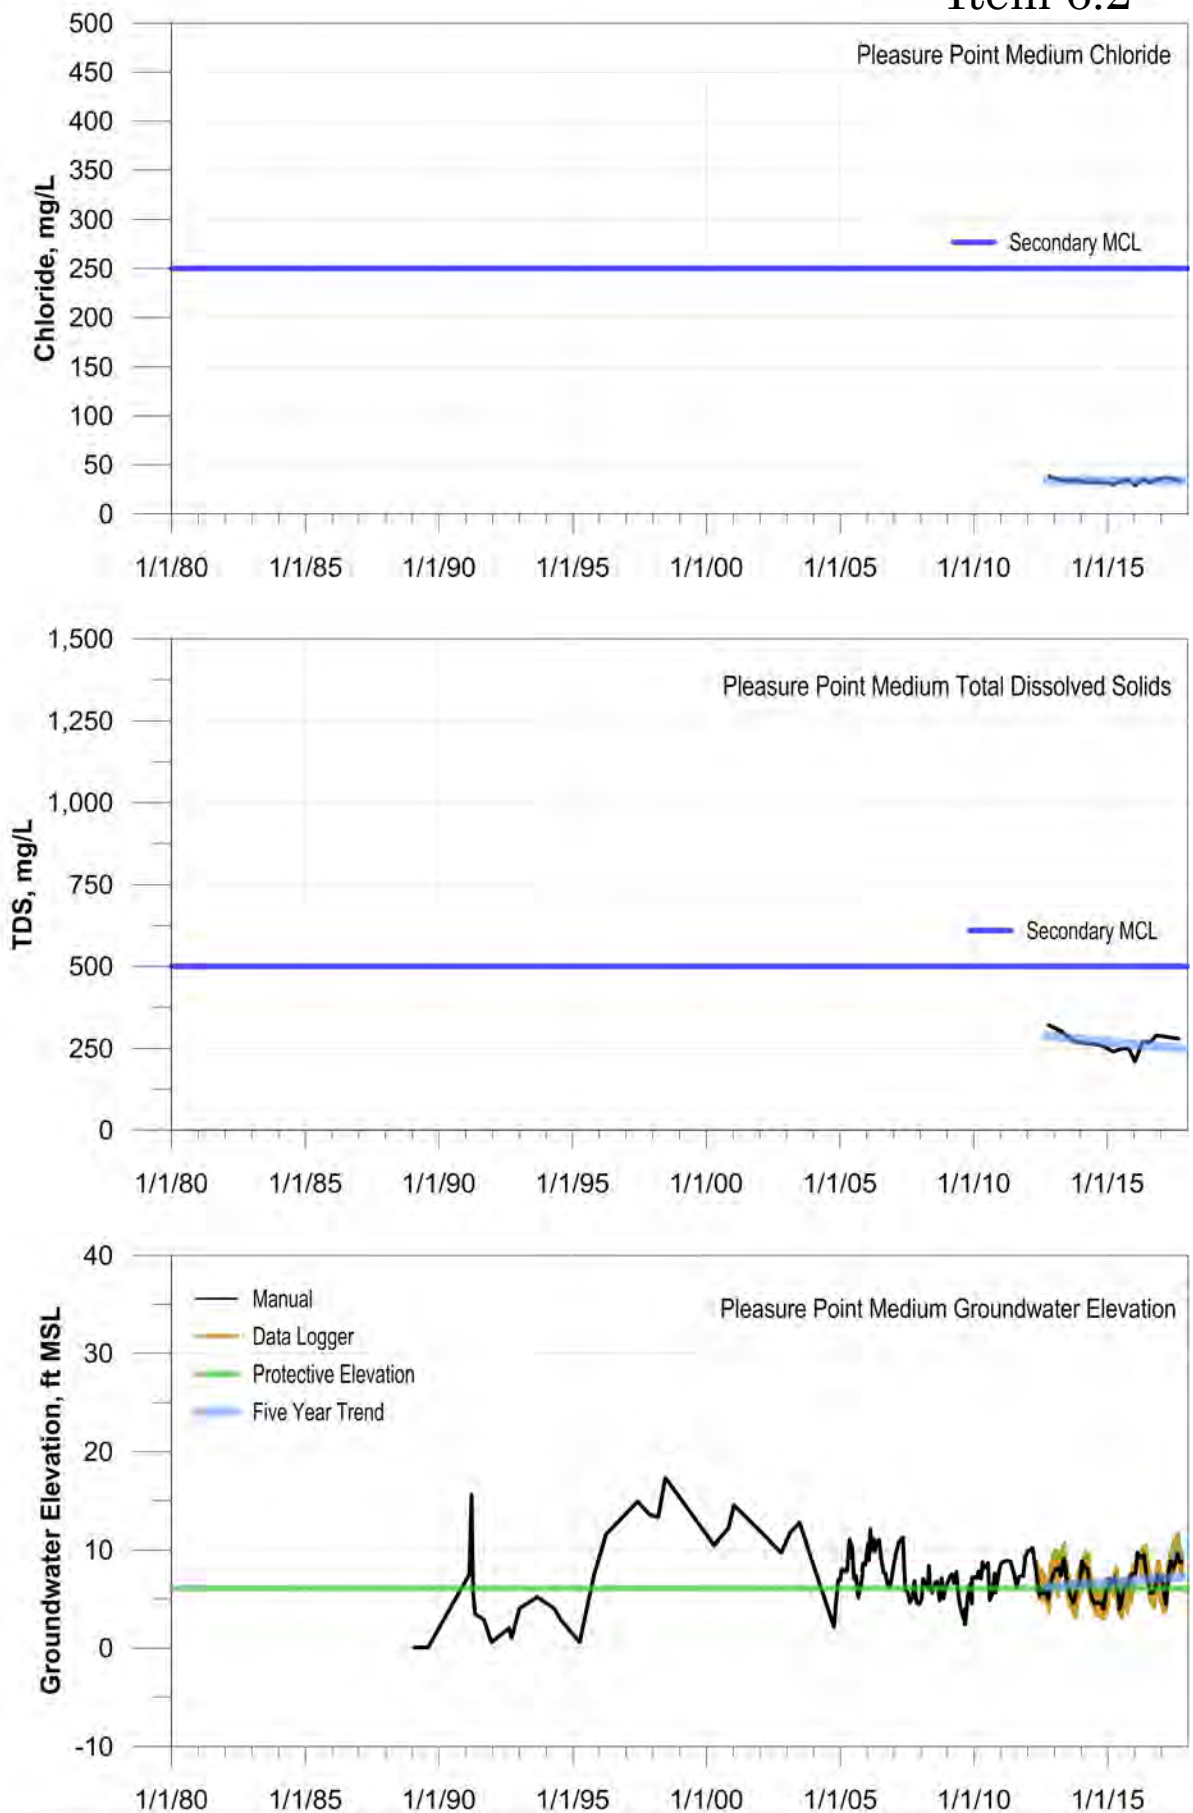 Item 6.2
Pleasure Point Medium Chloride
500
450
400
350
300
250
200
150
100
50
0
Chloride, mg/L
Secondary MCL
1/1/80 1/1/85 1/1/90 1/1/95 1/1/00 1/1/05 1/1/10 1/1/15
Pleasure Point Medium Total Dissolved Solids
1,500
1,250
1,000
750
500
250
0
TDS, mg/L
Secondary MCL
1/1/80 1/1/85 1/1/90 1/1/95 1/1/00 1/1/05 1/1/10 1/1/15
Pleasure Point Medium Groundwater Elevation
40
30
20
10
0
-10
Groundwater Elevation, ft MSL
Manual
Data Logger
Protective Elevation
Five Year Trend
1/1/80 1/1/85 1/1/90 1/1/95 1/1/00 1/1/05 1/1/10 1/1/15